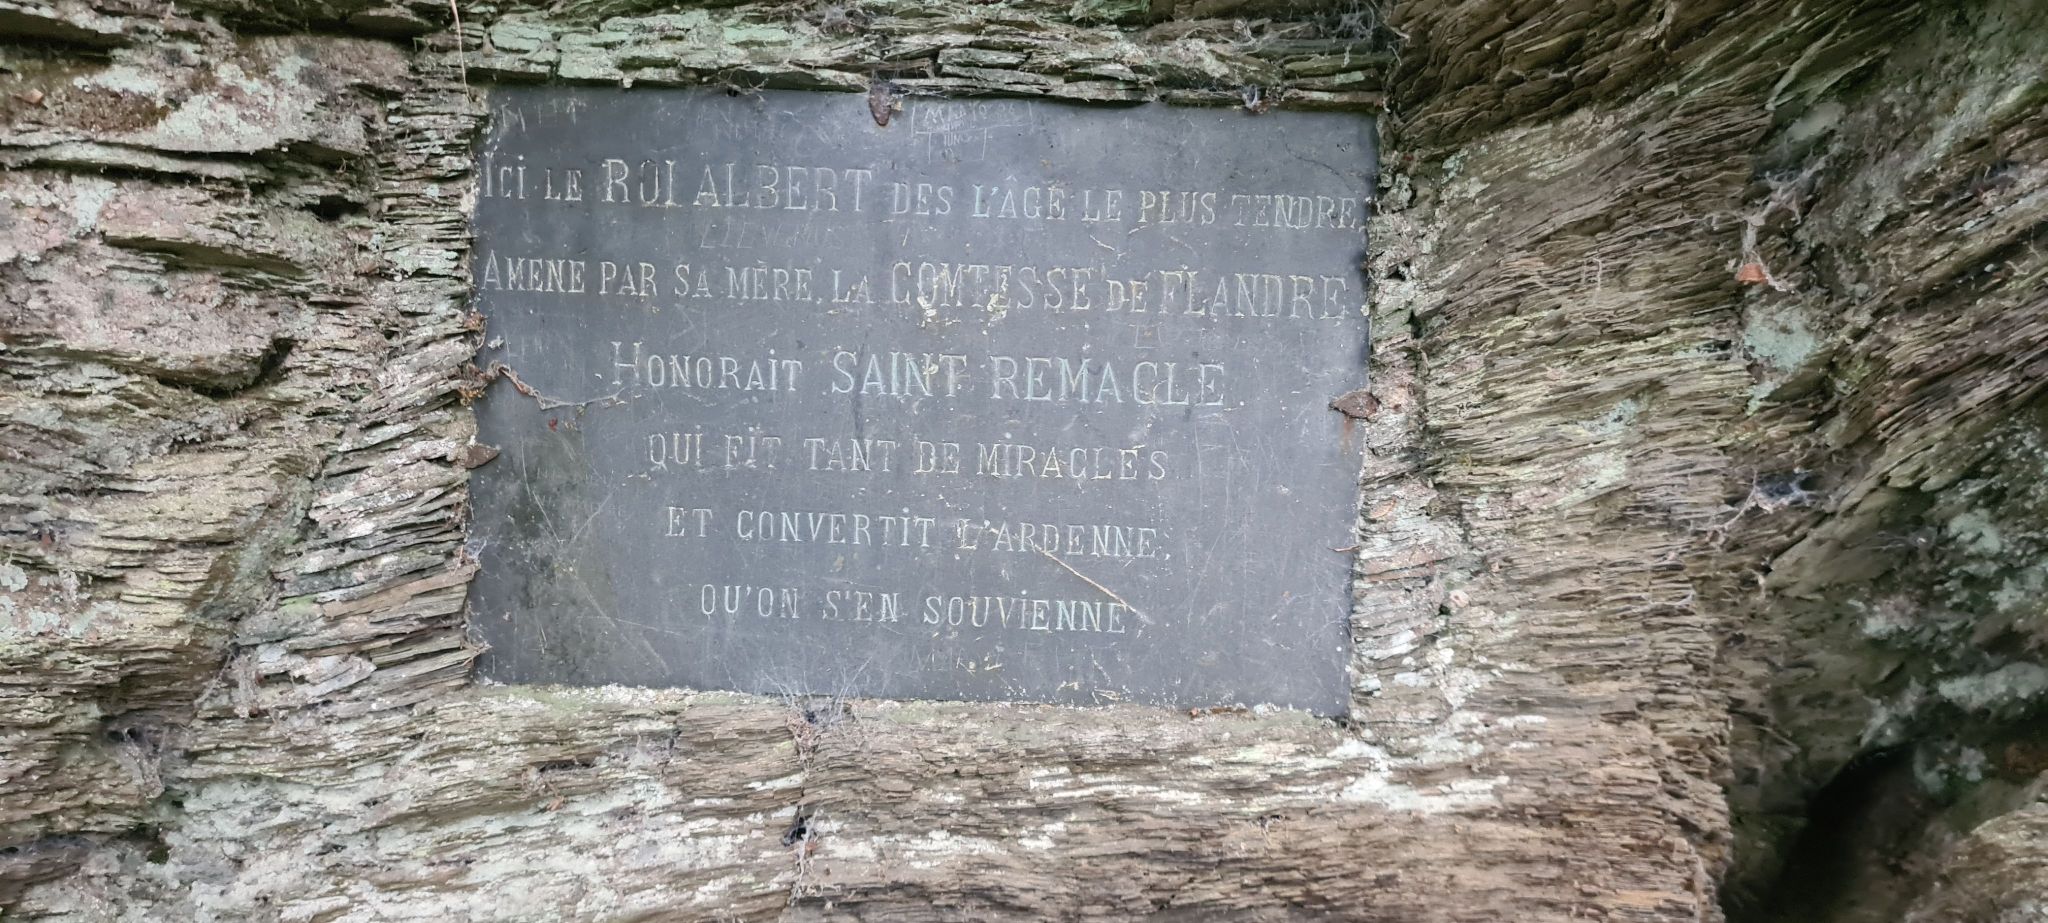 ICI LE ROI ALBERT DES L'ÂGE LE PLUS TENDRE,
AMENE PAR SA MÈRE, LA COMTESSE DE FLANDRE,
HONORAIT SAINT REMACLE
QUI FIT TANT DE MIRACLES
ET CONVERTIT L'ARDENNE;
QU'ON S'EN SOUVIENNE